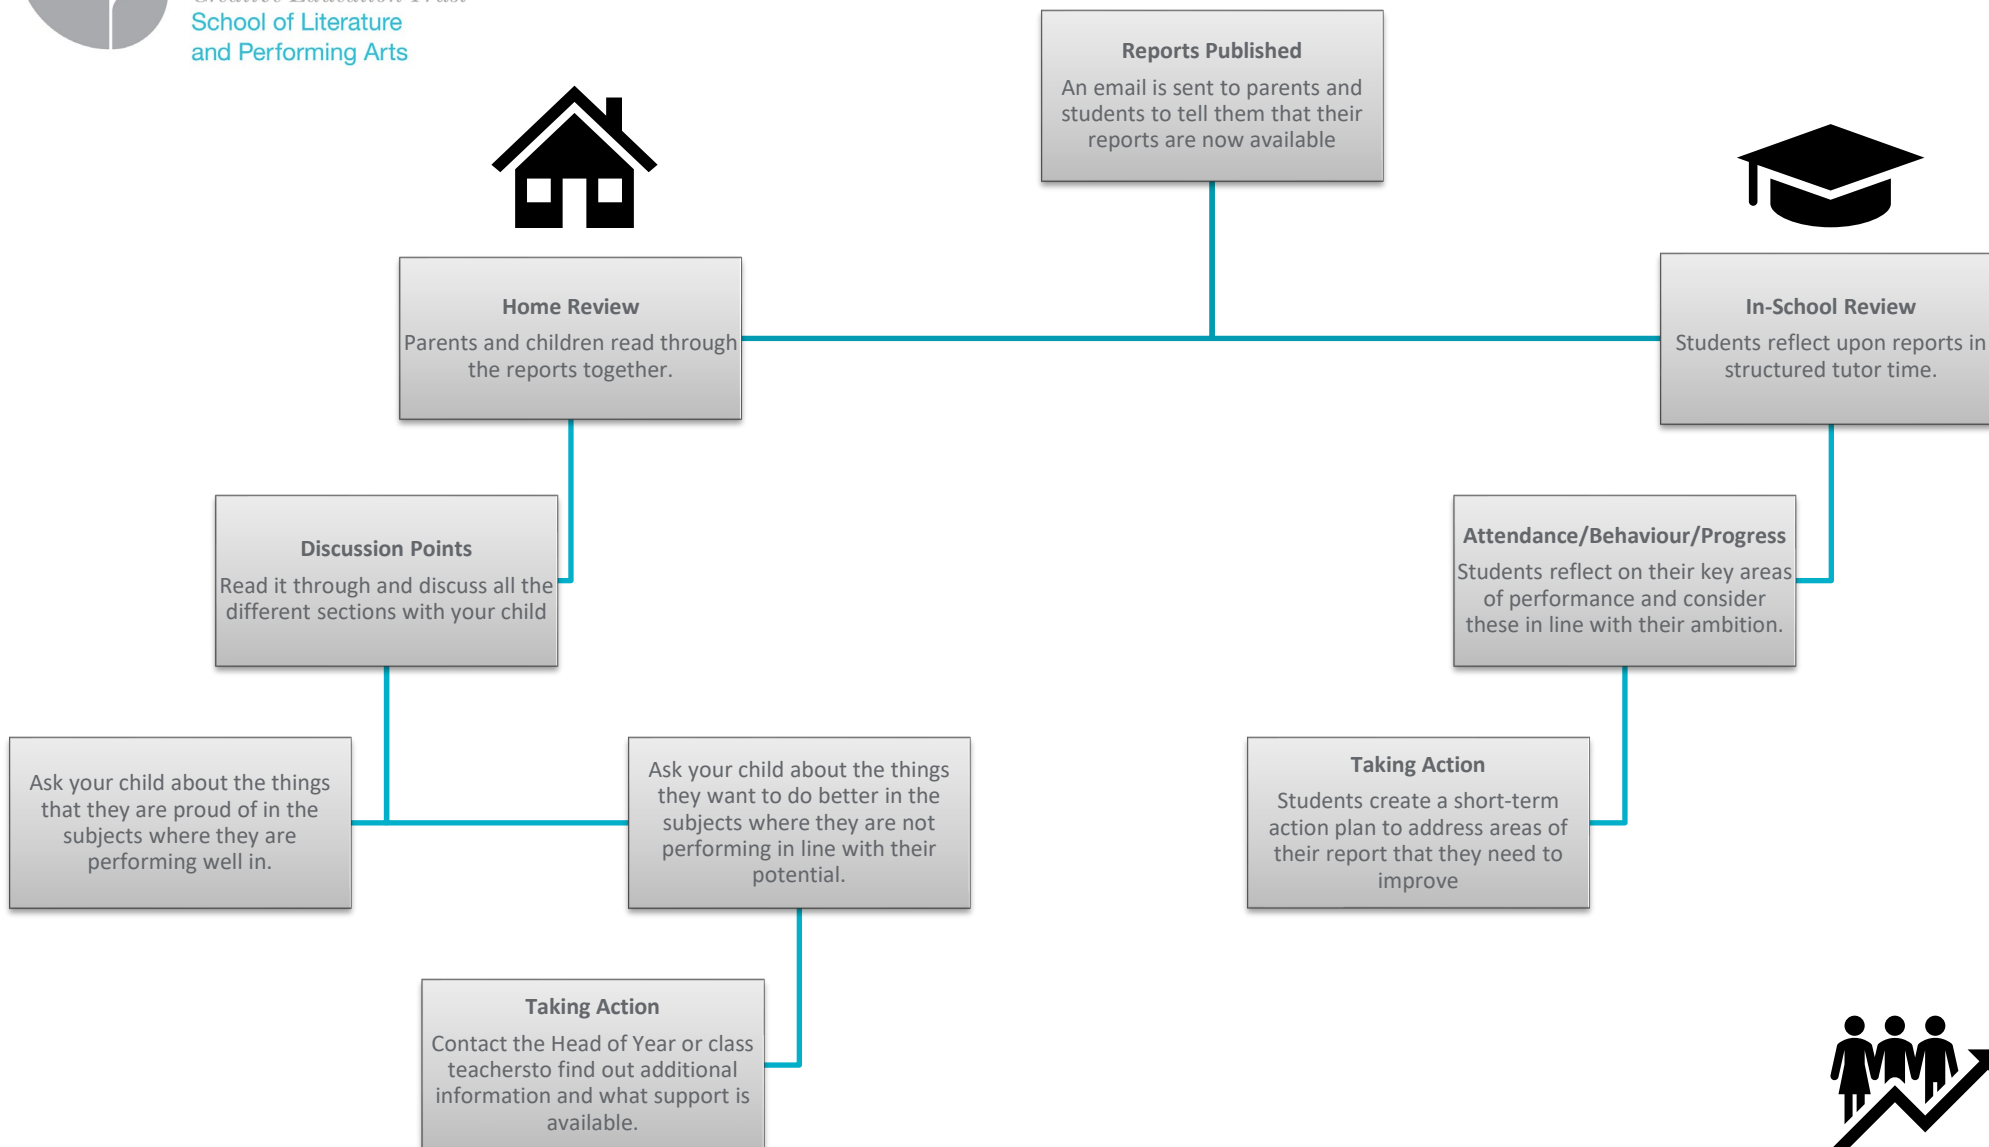 School of Literature
and Performing Arts
Reports Published
An email is sent to parents and
students to tell them that their
reports are now available
Home Review
Parents and children read through
the reports together.
In-School Review
Students reflect upon reports in
structured tutor time.
Discussion Points
Read it through and discuss all the
different sections with your child
Attendance/Behaviour/Progress
Students reflect on their key areas
of performance and consider
these in line with their ambition.
Ask your child about the things
that they are proud of in the
subjects where they are
performing well in.
Ask your child about the things
they want to do better in the
subjects where they are not
performing in line with their
potential.
Taking Action
Students create a short-term
action plan to address areas of
their report that they need to
improve
Taking Action
Contact the Head of Year or class
teachersto find out additional
information and what support is
available.